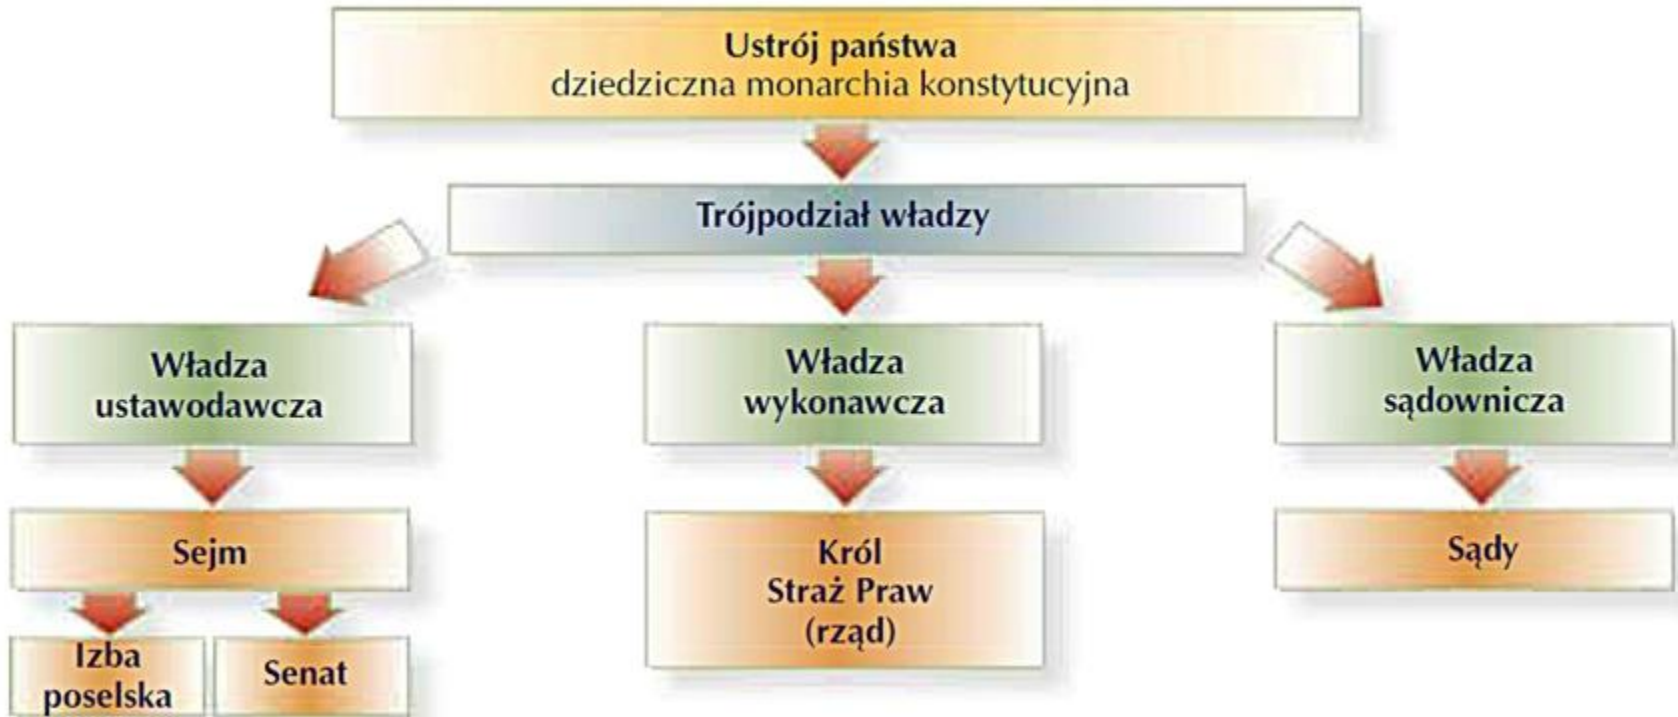 Ustrój państwa
dziedziczna monarchia konstytucyjna
Trójpodział władzy
Władza
ustawodawcza
Władza
wykonawcza
Władza
sądownicza
Sejm
Izba
poselska
Senat
Król
Straż Praw
(rząd)
Sądy